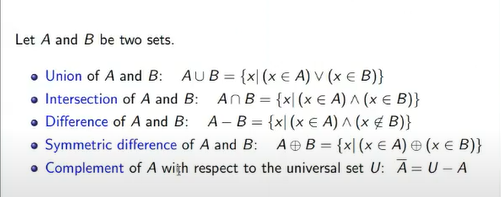 Let A and B be two sets.
• Union of A and B: A ∪ B = {x| (x ∈ A) ∨ (x ∈ B)}
• Intersection of A and B: A ∩ B = {x| (x ∈ A) ∧ (x ∈ B)}
• Difference of A and B: A − B = {x| (x ∈ A) ∧ (x ∉ B)}
• Symmetric difference of A and B: A ⊕ B = {x| (x ∈ A) ⊕ (x ∈ B)}
• Complement of A with respect to the universal set U: A̅ = U − A